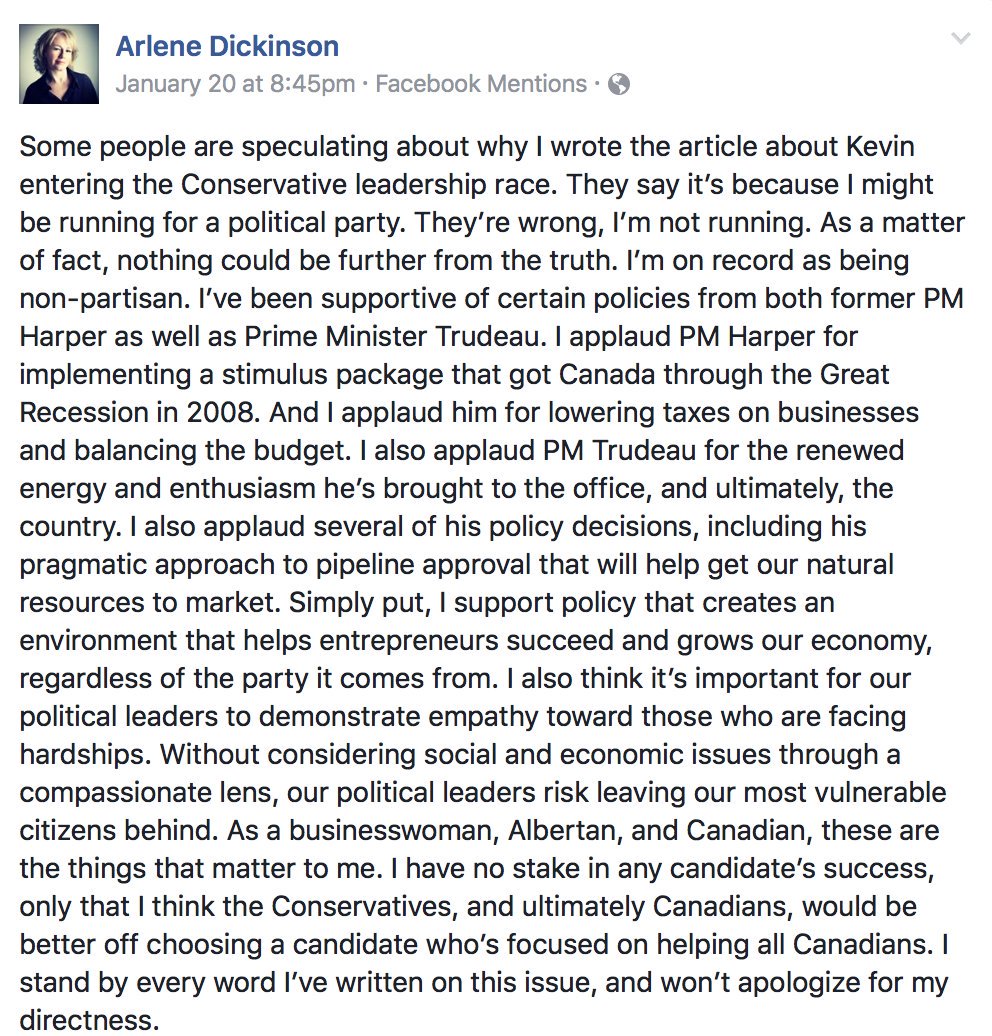 Arlene Dickinson
January 20 at 8:45pm · Facebook Mentions ·
Some people are speculating about why I wrote the article about Kevin
entering the Conservative leadership race. They say it’s because I might
be running for a political party. They’re wrong, I’m not running. As a matter
of fact, nothing could be further from the truth. I’m on record as being
non-partisan. I’ve been supportive of certain policies from both former PM
Harper as well as Prime Minister Trudeau. I applaud PM Harper for
implementing a stimulus package that got Canada through the Great
Recession in 2008. And I applaud him for lowering taxes on businesses
and balancing the budget. I also applaud PM Trudeau for the renewed
energy and enthusiasm he’s brought to the office, and ultimately, the
country. I also applaud several of his policy decisions, including his
pragmatic approach to pipeline approval that will help get our natural
resources to market. Simply put, I support policy that creates an
environment that helps entrepreneurs succeed and grows our economy,
regardless of the party it comes from. I also think it’s important for our
political leaders to demonstrate empathy toward those who are facing
hardships. Without considering social and economic issues through a
compassionate lens, our political leaders risk leaving our most vulnerable
citizens behind. As a businesswoman, Albertan, and Canadian, these are
the things that matter to me. I have no stake in any candidate’s success,
only that I think the Conservatives, and ultimately Canadians, would be
better off choosing a candidate who’s focused on helping all Canadians. I
stand by every word I’ve written on this issue, and won’t apologize for my
directness.